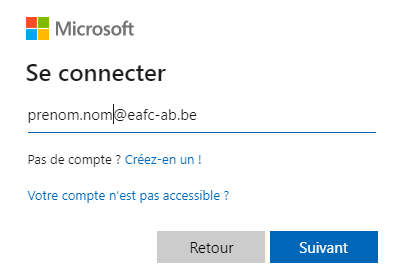 Microsoft
Se connecter
prenom.nom@eafc-ab.be
Pas de compte ? Créez-en un !
Votre compte n’est pas accessible ?
Retour
Suivant